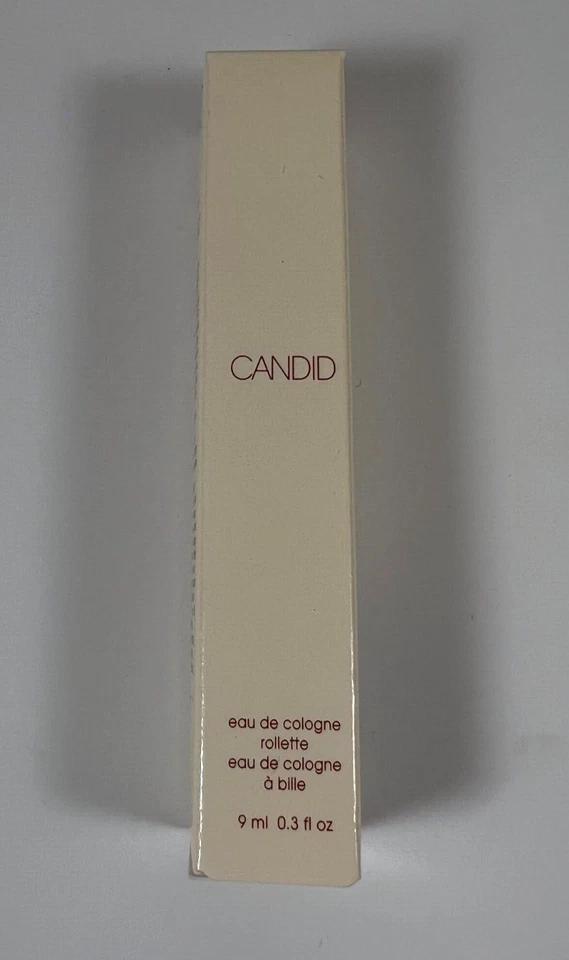 CANDID
eau de cologne
rollette
eau de cologne
à bille
9 ml 0.3 fl oz